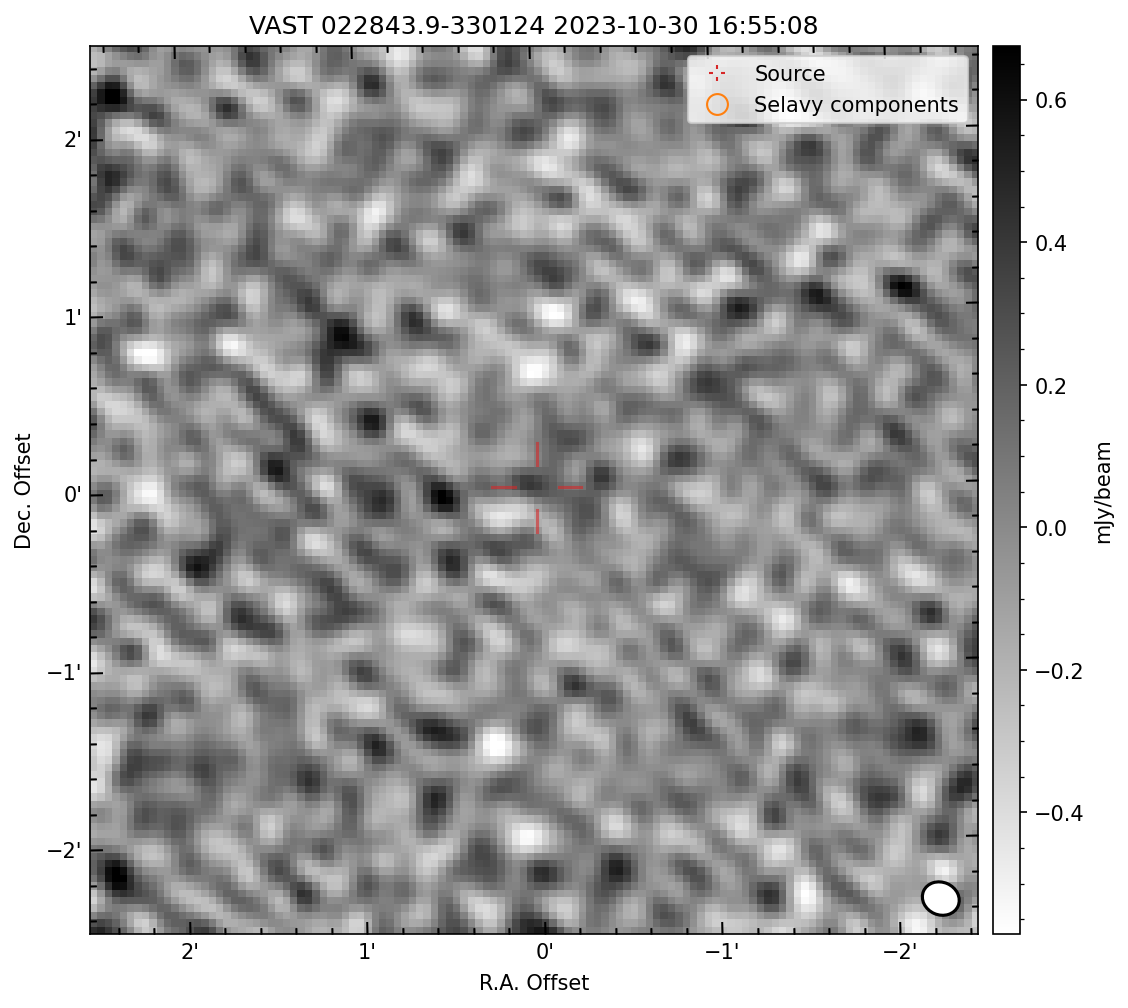 VAST 022843.9-330124 2023-10-30 16:55:08
Source
Selavy components
2'
1'
0'
−1'
−2'
Dec. Offset
2'
1'
0'
−1'
−2'
R.A. Offset
0.6
0.4
0.2
0.0
−0.2
−0.4
mJy/beam